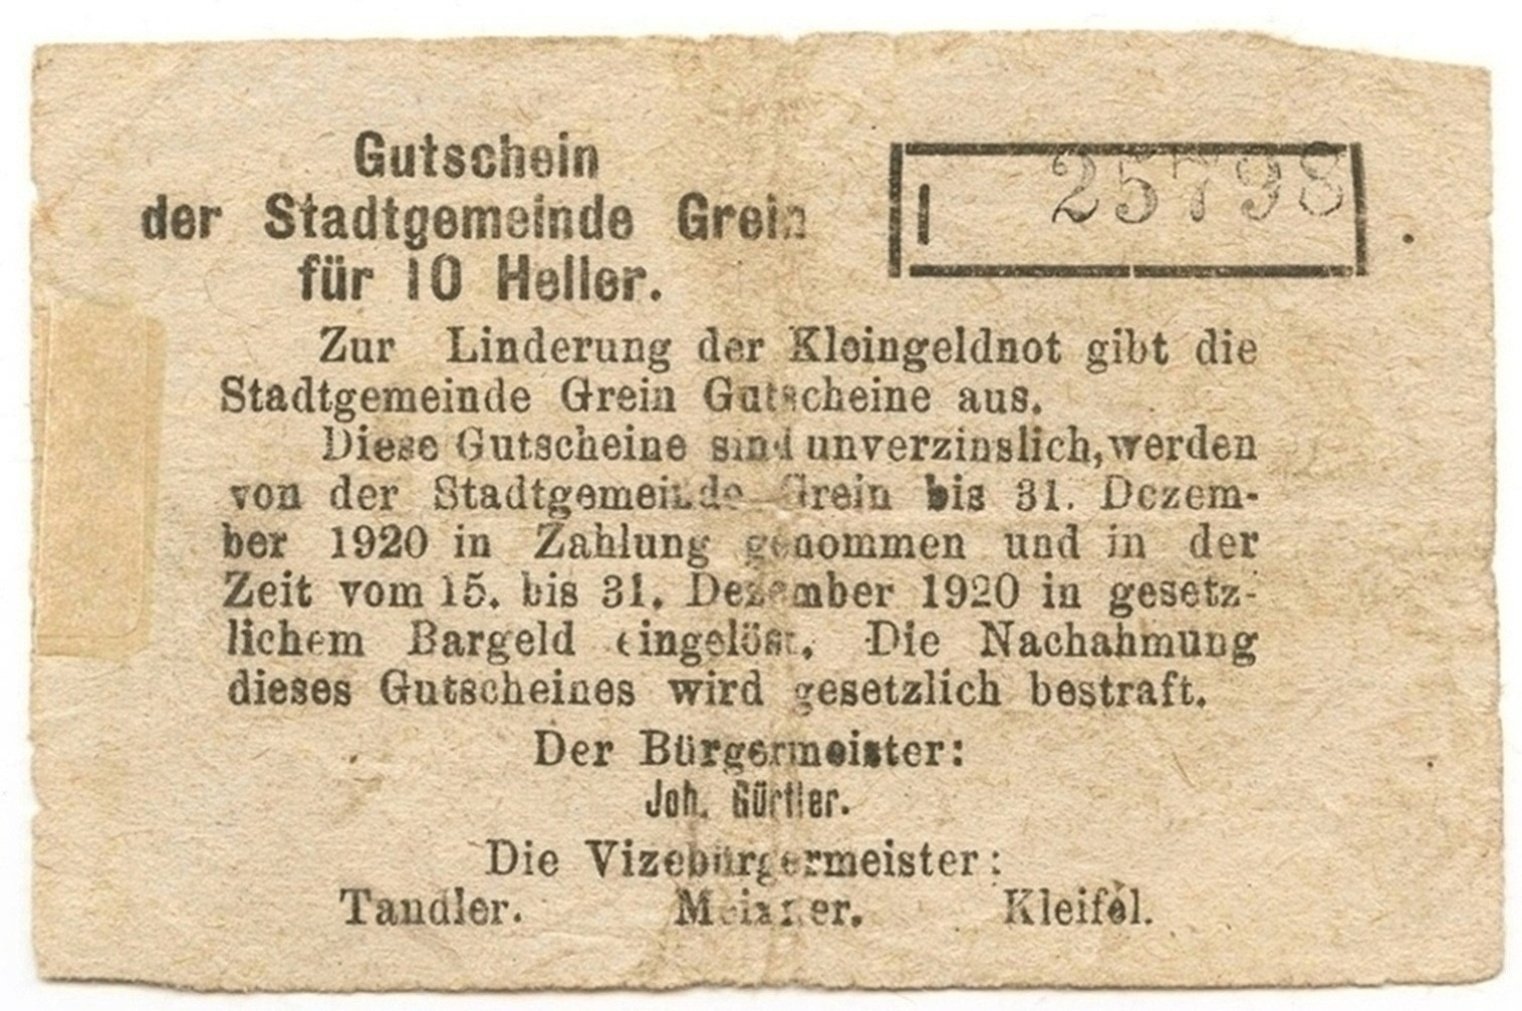 Gutschein
der Stadtgemeinde Grein
für 10 Heller.
25798
Zur Linderung der Kleingeldnot gibt die
Stadtgemeinde Grein Gutscheine aus.
Diese Gutscheine sind unverzinslich, werden
von der Stadtgemeinde Grein bis 31. Dezem-
ber 1920 in Zahlung genommen und in der
Zeit vom 15. bis 31. Dezember 1920 in gesetz-
lichem Bargeld eingelöst. Die Nachahmung
dieses Gutscheines wird gesetzlich bestraft.
Der Bürgermeister:
Joh. Gürtler.
Die Vizebürgermeister:
Tandler. Kleifel.